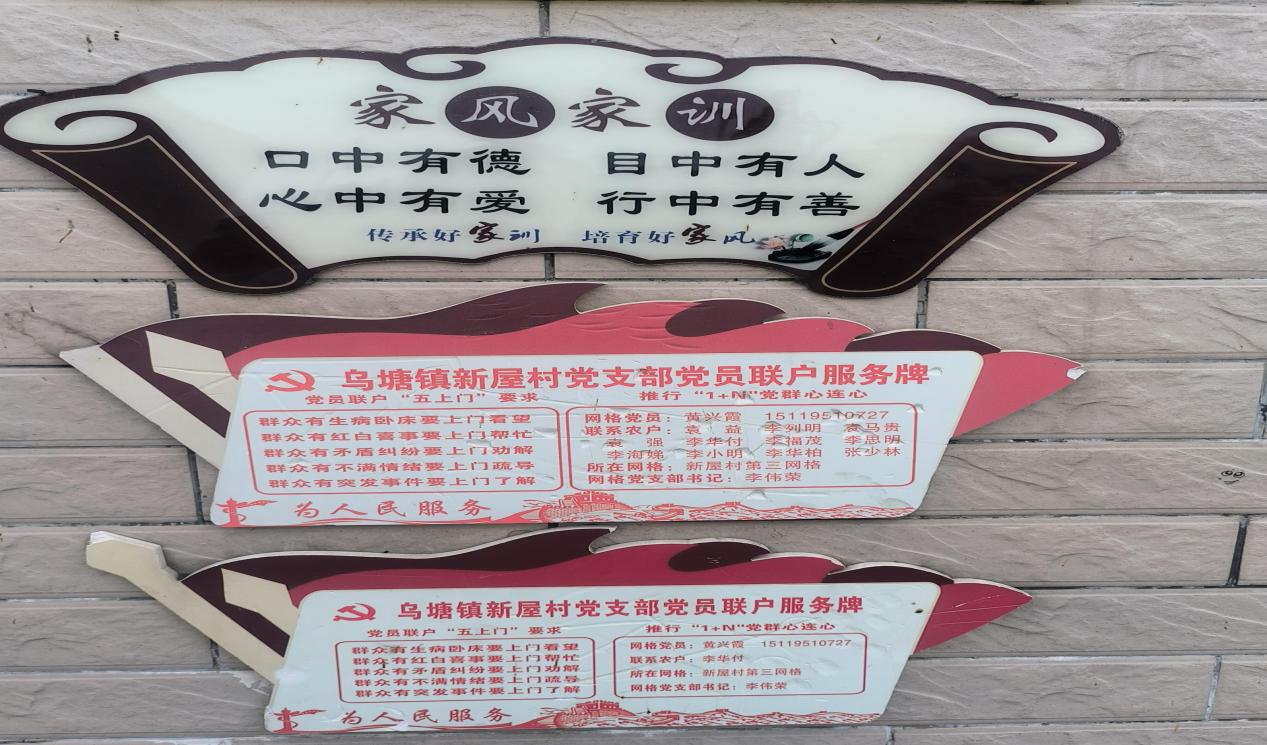 家风家训
口中有德 目中有人
心中有爱 行中有善
传承好家训 培育好家风
乌塘镇新屋村党支部党员联户服务牌
党员联户“五上门”要求
群众有生病卧床要上门看望
群众有红白喜事要上门帮忙
群众有矛盾纠纷要上门劝解
群众有不满情绪要上门疏导
群众有突发事件要上门了解
推行“1+N”党群心连心
网格党员：黄兴霞 15119510727
联系农户：袁 益 李列明 袁马贵
袁 强 李华付 李福茂 李思明
李海娣 李小明 李华柏 张少林
所在网格：新屋村第三网格
网格党支部书记：李伟荣
为人民服务
乌塘镇新屋村党支部党员联户服务牌
党员联户“五上门”要求
群众有生病卧床要上门看望
群众有红白喜事要上门帮忙
群众有矛盾纠纷要上门劝解
群众有不满情绪要上门疏导
群众有突发事件要上门了解
推行“1+N”党群心连心
网格党员：黄兴霞 15119510727
联系农户：李华付
所在网格：新屋村第三网格
网格党支部书记：李伟荣
为人民服务